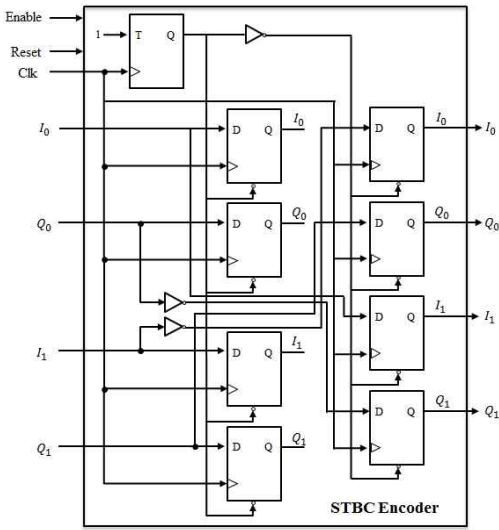 Enable
Reset
Clk
1 T Q
I₀ D Q I₀ D Q I₀ I₀
Q₀ D Q Q₀ D Q Q₀ Q₀
D Q I₁ I₁
I₁ D Q I₁
D Q Q₁ Q₁
Q₁ D Q Q₁
STBC Encoder